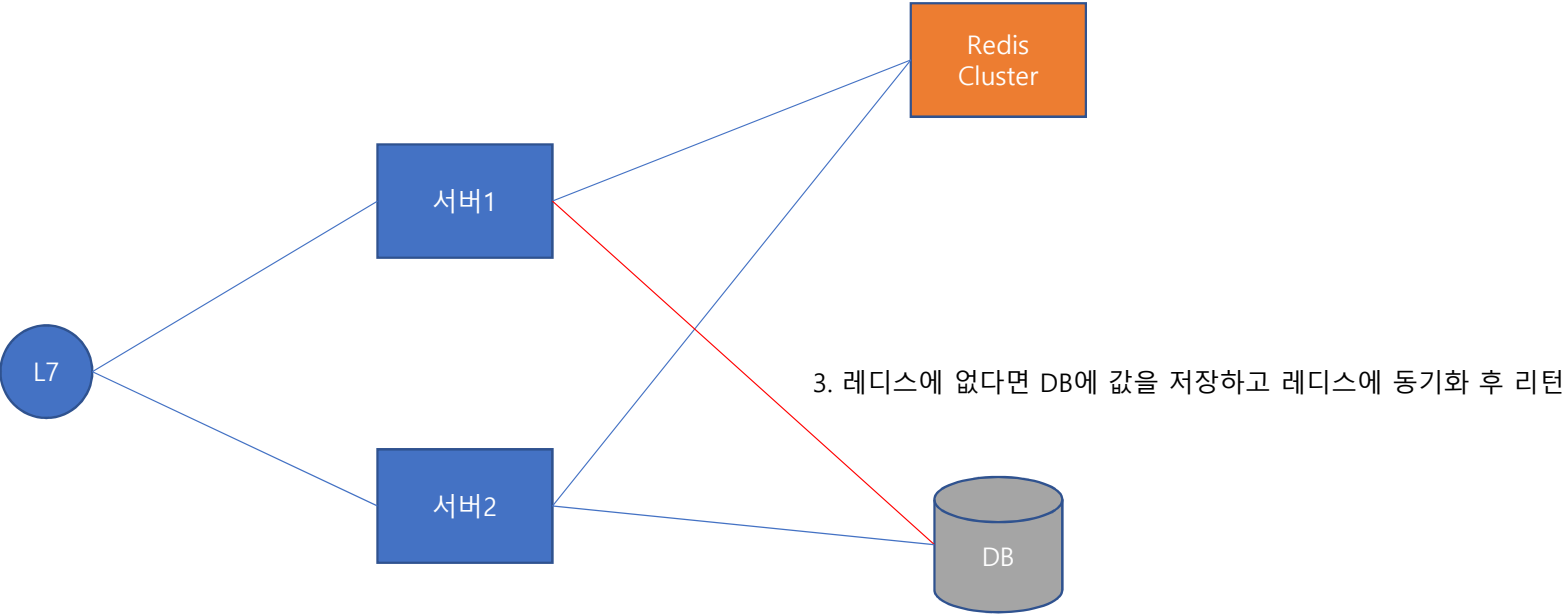 Redis
Cluster
서버1
L7
3. 레디스에 없다면 DB에 값을 저장하고 레디스에 동기화 후 리턴
서버2
DB